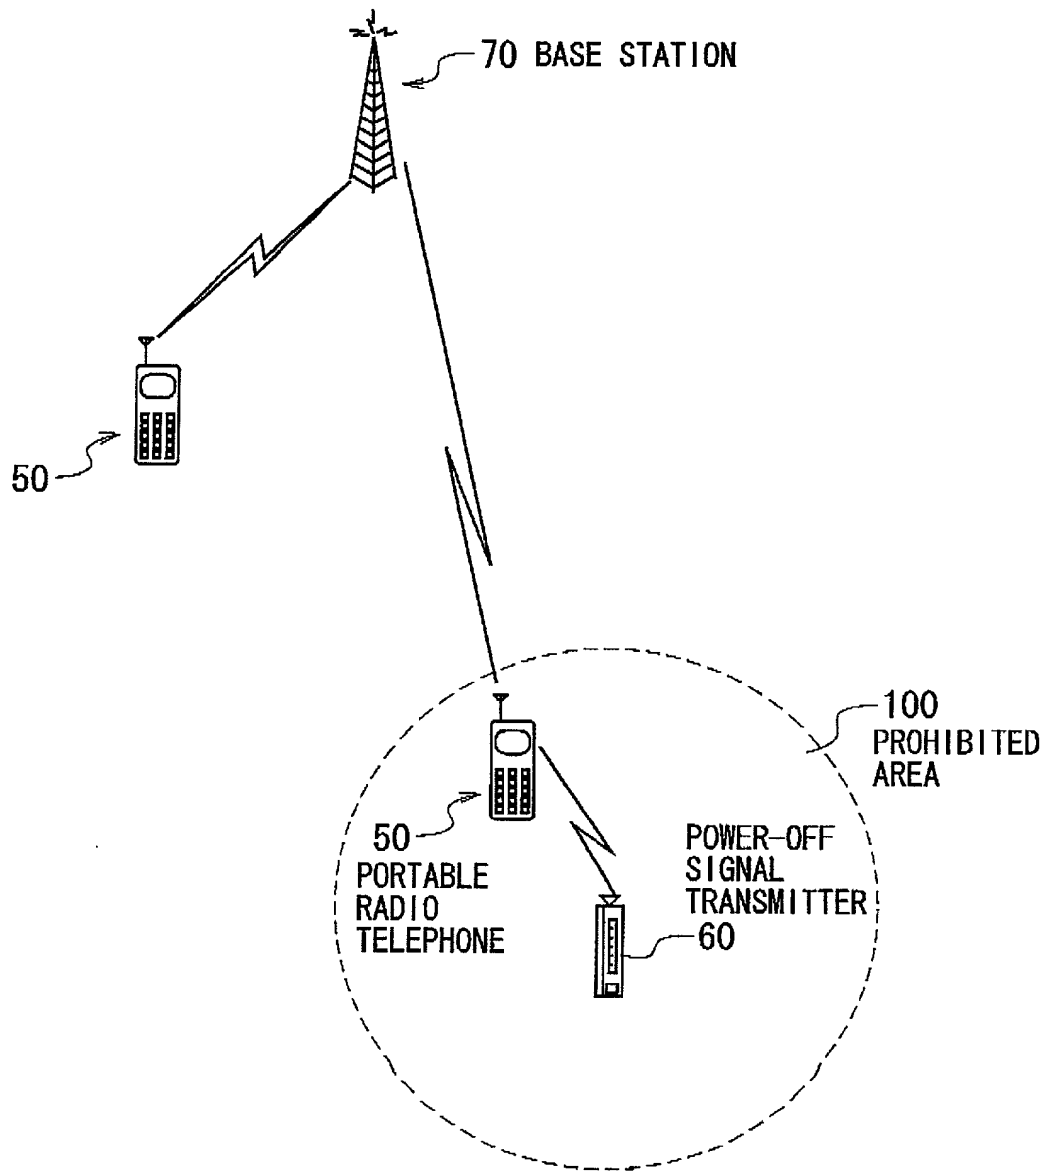 70 BASE STATION
50
100
PROHIBITED
AREA
50
PORTABLE
RADIO
TELEPHONE
POWER-OFF
SIGNAL
TRANSMITTER
60